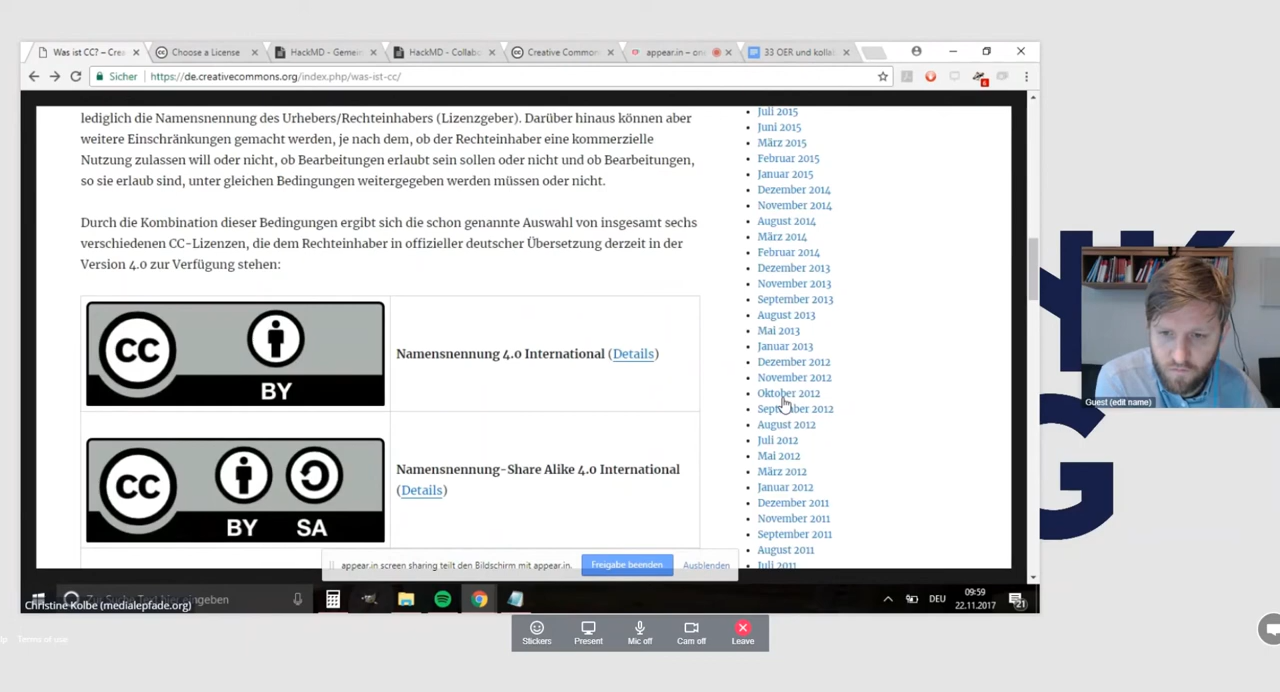 Was ist CC? – Crea
Choose a License
HackMD - Gemein
HackMD - Collabo
Creative Common
appear.in – one
33 OER und kolla
Sicher
https://de.creativecommons.org/index.php/was-ist-cc/
6
lediglich die Namensnennung des Urhebers/Rechteinhabers (Lizenzgeber). Darüber hinaus können aber
weitere Einschränkungen gemacht werden, je nach dem, ob der Rechteinhaber eine kommerzielle
Nutzung zulassen will oder nicht, ob Bearbeitungen erlaubt sein sollen oder nicht und ob Bearbeitungen,
so sie erlaub sind, unter gleichen Bedingungen weitergegeben werden müssen oder nicht.
Durch die Kombination dieser Bedingungen ergibt sich die schon genannte Auswahl von insgesamt sechs
verschiedenen CC-Lizenzen, die dem Rechteinhaber in offizieller deutscher Übersetzung derzeit in der
Version 4.0 zur Verfügung stehen:
CC
BY
Namensnennung 4.0 International (Details)
CC
BY SA
Namensnennung-Share Alike 4.0 International
(Details)
Juli 2015
Juni 2015
März 2015
Februar 2015
Januar 2015
Dezember 2014
November 2014
August 2014
März 2014
Februar 2014
Dezember 2013
November 2013
September 2013
August 2013
Mai 2013
Januar 2013
Dezember 2012
November 2012
Oktober 2012
September 2012
August 2012
Juli 2012
Mai 2012
März 2012
Januar 2012
Dezember 2011
November 2011
September 2011
August 2011
Juli 2011
appear.in screen sharing teilt den Bildschirm mit appear.in.
Freigabe beenden
Ausblenden
eingeben
Christine Kolbe (medialepfade.org)
DEU
09:59
22.11.2017
21
Guest (edit name)
G
Terms of use
Stickers
Present
Mic off
Cam off
Leave